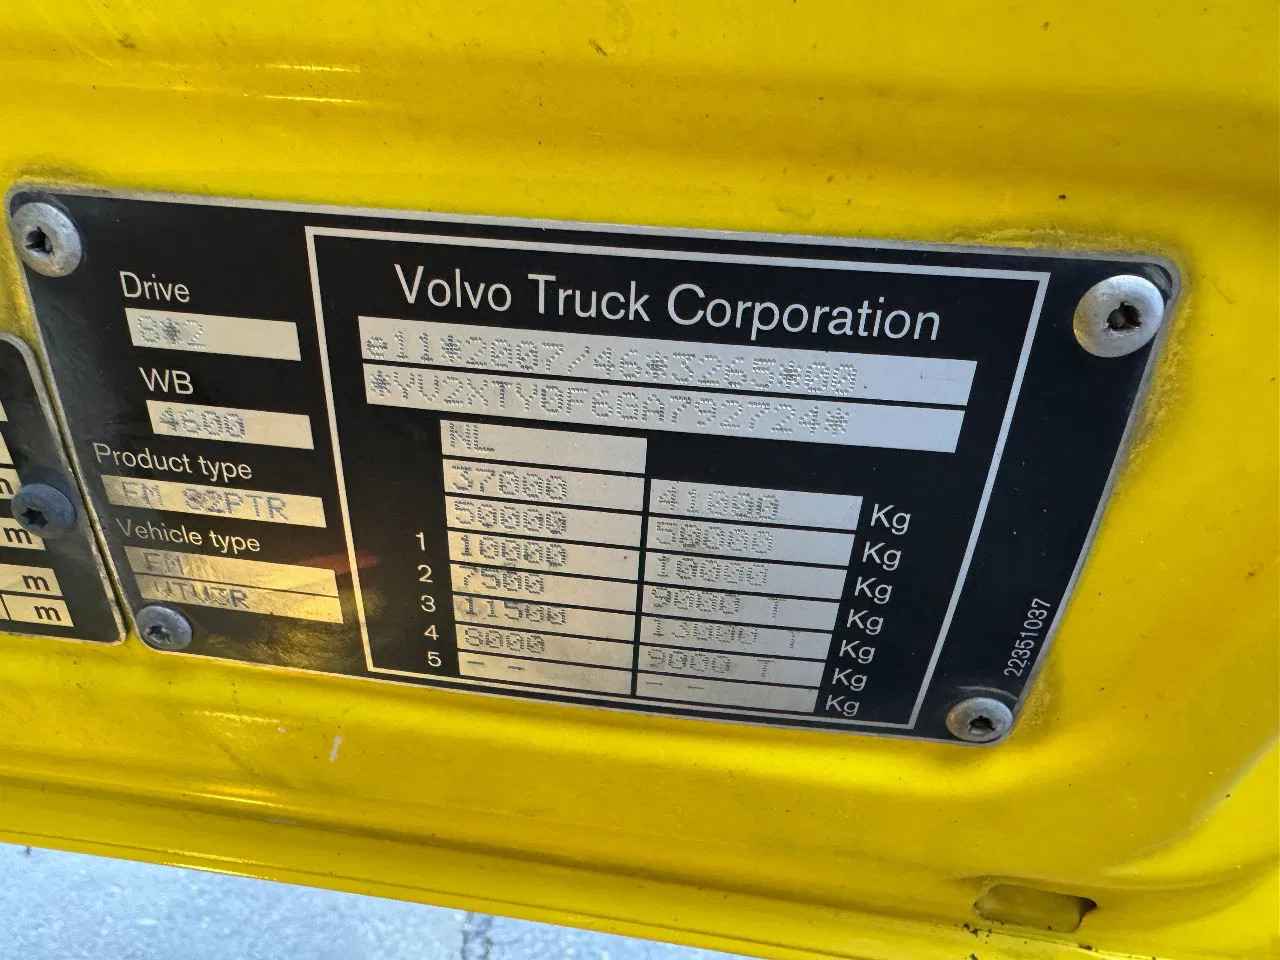 Volvo Truck Corporation
e11*2007/46*3265*00
*YV2XTY0F6GA792724*
Drive
8*2
WB
4600
Product type
FM 82PTR
Vehicle type
FM
NL
37000 41000 Kg
50000 50000 Kg
1 10000 10000 Kg
2 7500 9000 T Kg
3 11500 13000 T Kg
4 8000 9000 T Kg
5 -- -- Kg
22351037
m
m
m